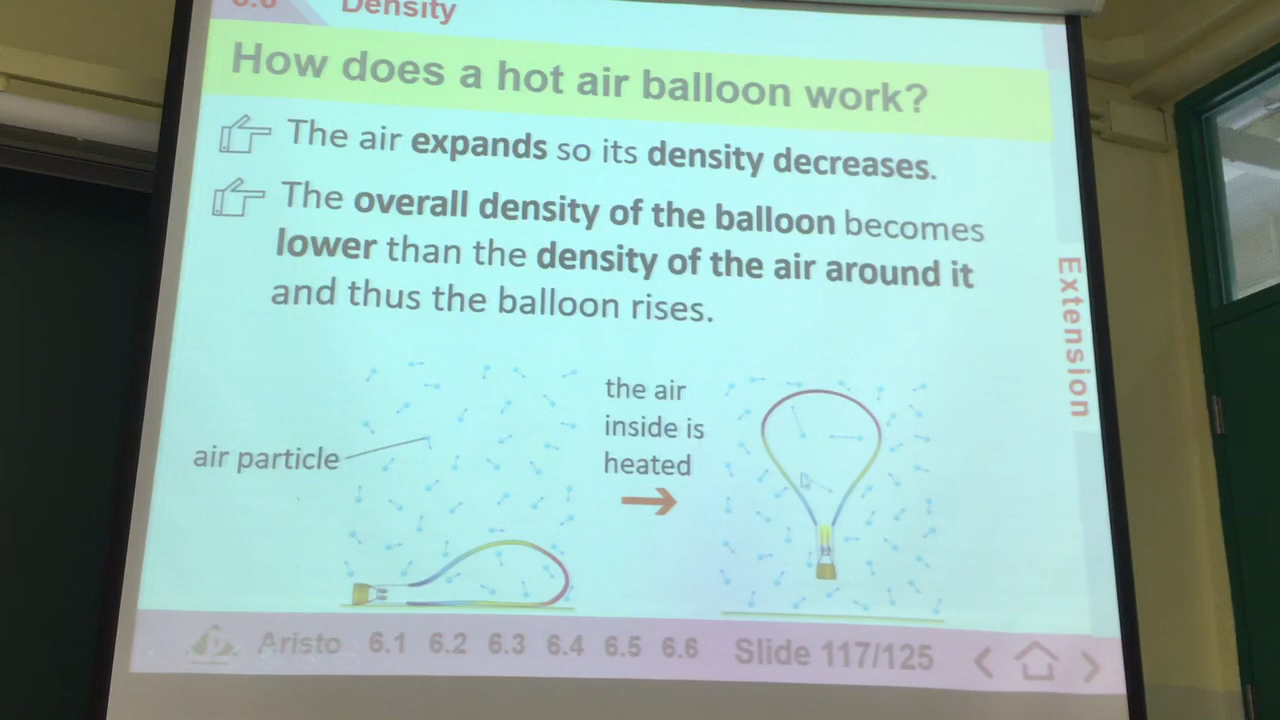 6.6 Density
How does a hot air balloon work?
The air expands so its density decreases.
The overall density of the balloon becomes
lower than the density of the air around it
and thus the balloon rises.
Extension
the air
inside is
heated
air particle
Aristo 6.1 6.2 6.3 6.4 6.5 6.6 Slide 117/125